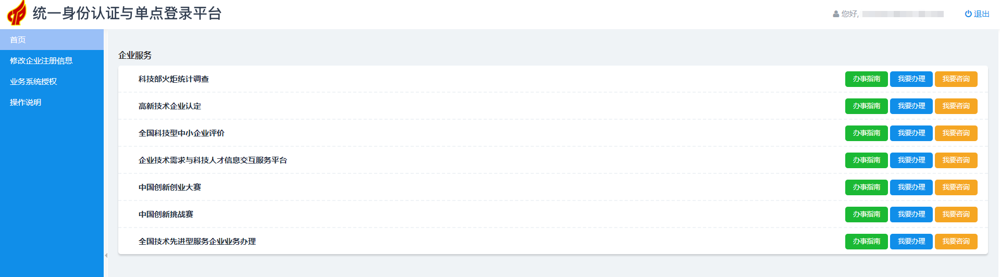 统一身份认证与单点登录平台
您好,
退出
首页
修改企业注册信息
业务系统授权
操作说明
企业服务
科技部火炬统计调查 办事指南 我要办理 我要咨询
高新技术企业认定 办事指南 我要办理 我要咨询
全国科技型中小企业评价 办事指南 我要办理 我要咨询
企业技术需求与科技人才信息交互服务平台 办事指南 我要办理 我要咨询
中国创新创业大赛 办事指南 我要办理 我要咨询
中国创新挑战赛 办事指南 我要办理 我要咨询
全国技术先进型服务企业业务办理 办事指南 我要办理 我要咨询